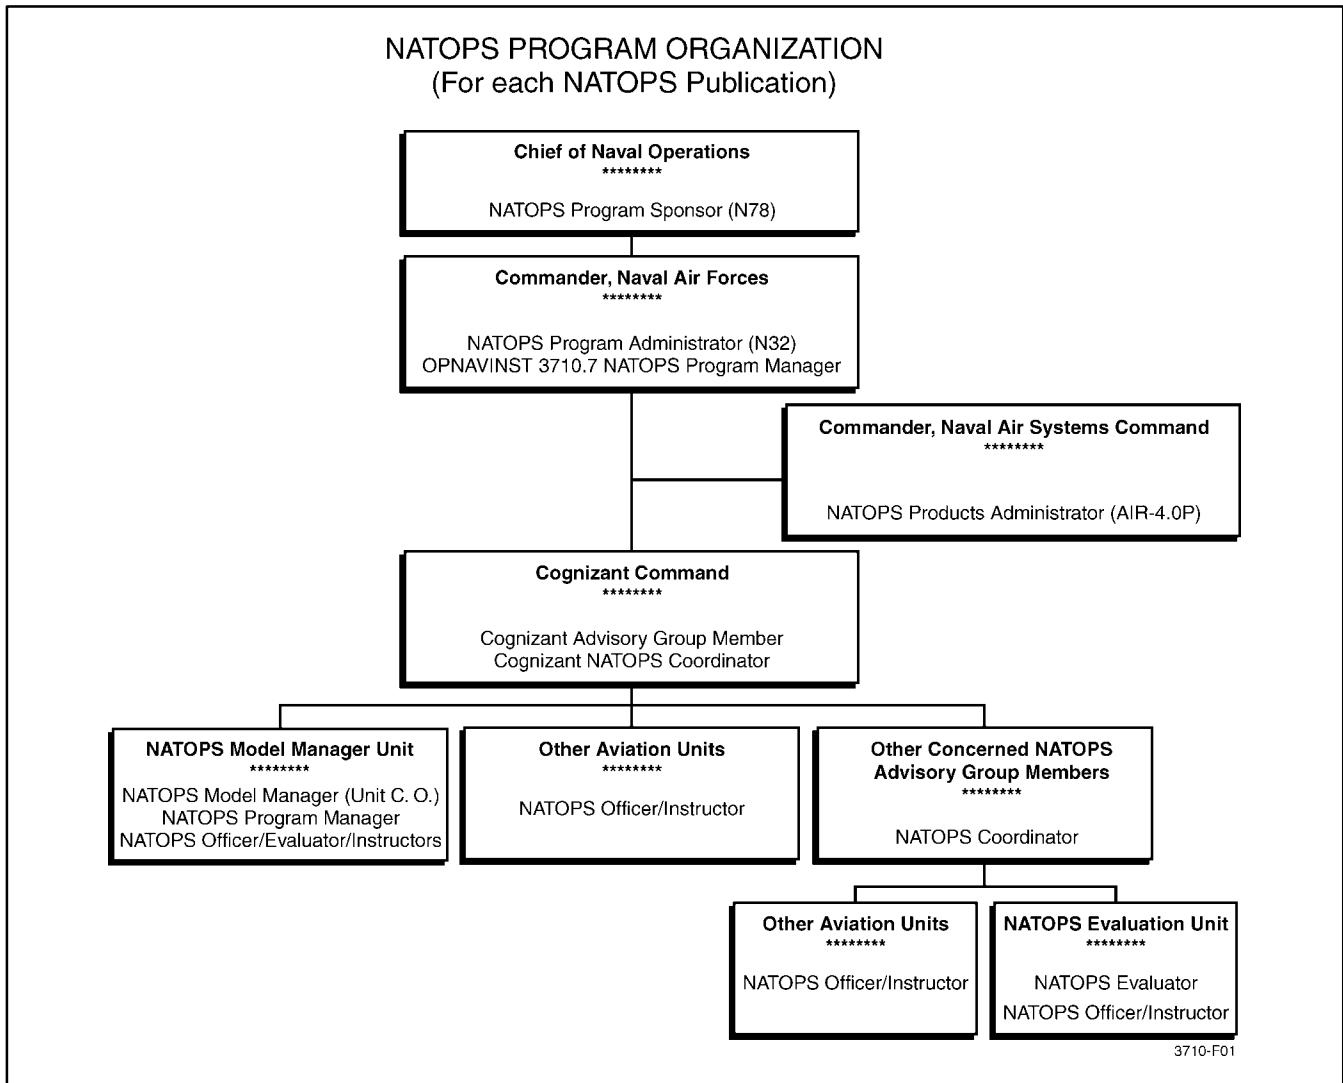 NATOPS PROGRAM ORGANIZATION
(For each NATOPS Publication)
Chief of Naval Operations
********
NATOPS Program Sponsor (N78)
Commander, Naval Air Forces
********
NATOPS Program Administrator (N32)
OPNAVINST 3710.7 NATOPS Program Manager
Commander, Naval Air Systems Command
********
NATOPS Products Administrator (AIR-4.0P)
Cognizant Command
********
Cognizant Advisory Group Member
Cognizant NATOPS Coordinator
NATOPS Model Manager Unit
********
NATOPS Model Manager (Unit C. O.)
NATOPS Program Manager
NATOPS Officer/Evaluator/Instructors
Other Aviation Units
********
NATOPS Officer/Instructor
Other Concerned NATOPS
Advisory Group Members
********
NATOPS Coordinator
Other Aviation Units
********
NATOPS Officer/Instructor
NATOPS Evaluation Unit
********
NATOPS Evaluator
NATOPS Officer/Instructor
3710-F01